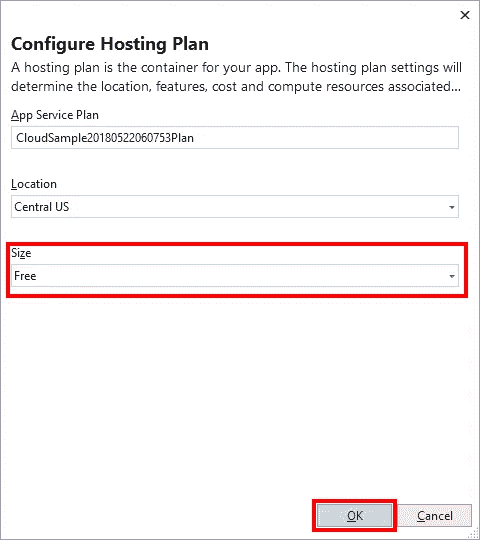 Configure Hosting Plan
A hosting plan is the container for your app. The hosting plan settings will
determine the location, features, cost and compute resources associated...
App Service Plan
CloudSample20180522060753Plan
Location
Central US
Size
Free
OK
Cancel